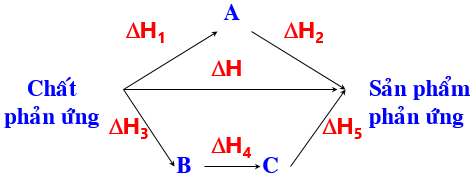 A
ΔH1 ΔH2
ΔH
Chất Sản phẩm
phản ứng phản ứng
ΔH3 ΔH4 ΔH5
B C